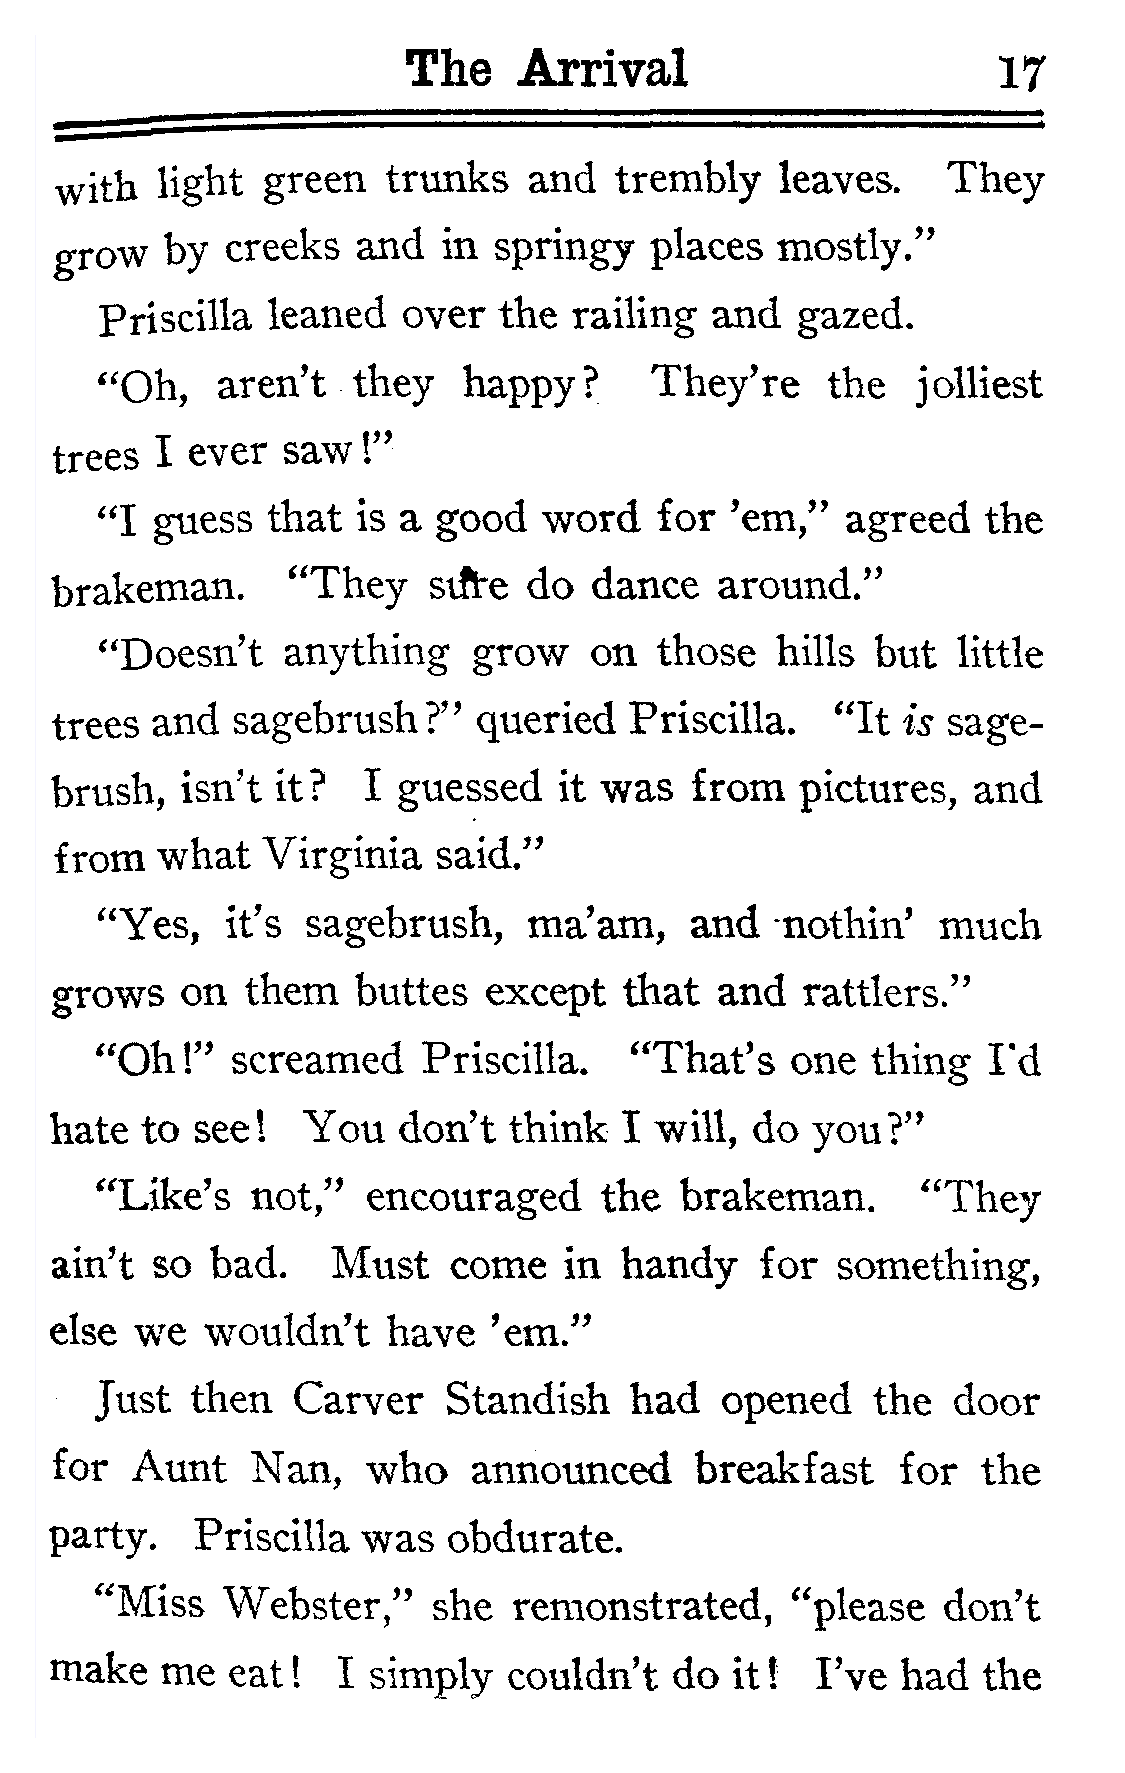 The Arrival 17
with light green trunks and trembly leaves. They
grow by creeks and in springy places mostly.”
Priscilla leaned over the railing and gazed.
“Oh, aren’t they happy? They’re the jolliest
trees I ever saw!”
“I guess that is a good word for ’em,” agreed the
brakeman. “They sure do dance around.”
“Doesn’t anything grow on those hills but little
trees and sagebrush?” queried Priscilla. “It is sage-
brush, isn’t it? I guessed it was from pictures, and
from what Virginia said.”
“Yes, it’s sagebrush, ma’am, and nothin’ much
grows on them buttes except that and rattlers.”
“Oh!” screamed Priscilla. “That’s one thing I’d
hate to see! You don’t think I will, do you?”
“Like’s not,” encouraged the brakeman. “They
ain’t so bad. Must come in handy for something,
else we wouldn’t have ’em.”
Just then Carver Standish had opened the door
for Aunt Nan, who announced breakfast for the
party. Priscilla was obdurate.
“Miss Webster,” she remonstrated, “please don’t
make me eat! I simply couldn’t do it! I’ve had the